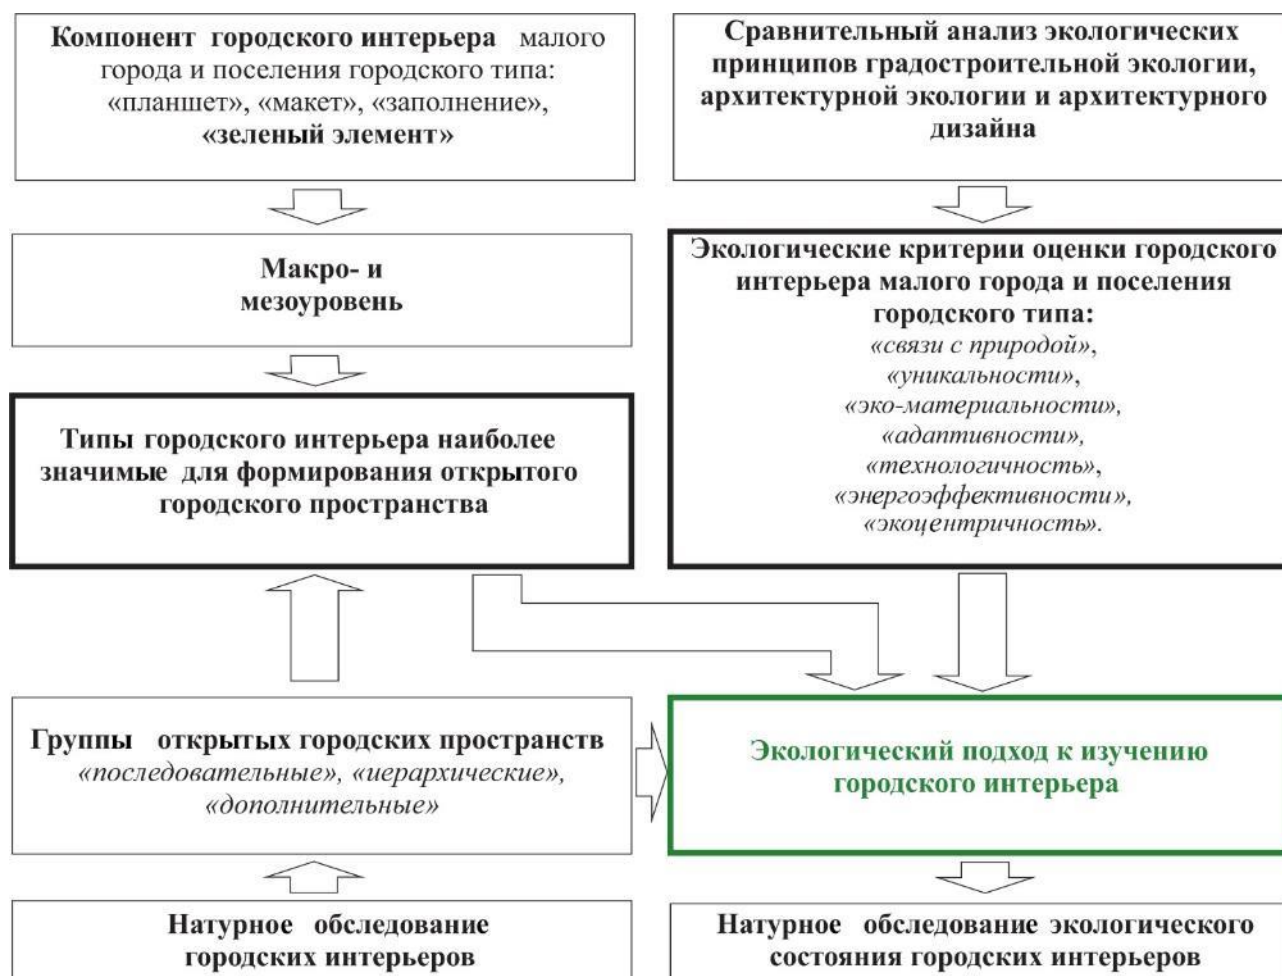 Компонент городского интерьера малого
города и поселения городского типа:
«планшет», «макет», «заполнение»,
«зеленый элемент»
Макро- и
мезоуровень
Типы городского интерьера наиболее
значимые для формирования открытого
городского пространства
Группы открытых городских пространств
«последовательные», «иерархические»,
«дополнительные»
Натурное обследование
городских интерьеров
Сравнительный анализ экологических
принципов градостроительной экологии,
архитектурной экологии и архитектурного
дизайна
Экологические критерии оценки городского
интерьера малого города и поселения
городского типа:
«связи с природой»,
«уникальности»,
«эко-материальности»,
«адаптивности»,
«технологичность»,
«энергоэффективности»,
«экоцентричность».
Экологический подход к изучению
городского интерьера
Натурное обследование экологического
состояния городских интерьеров